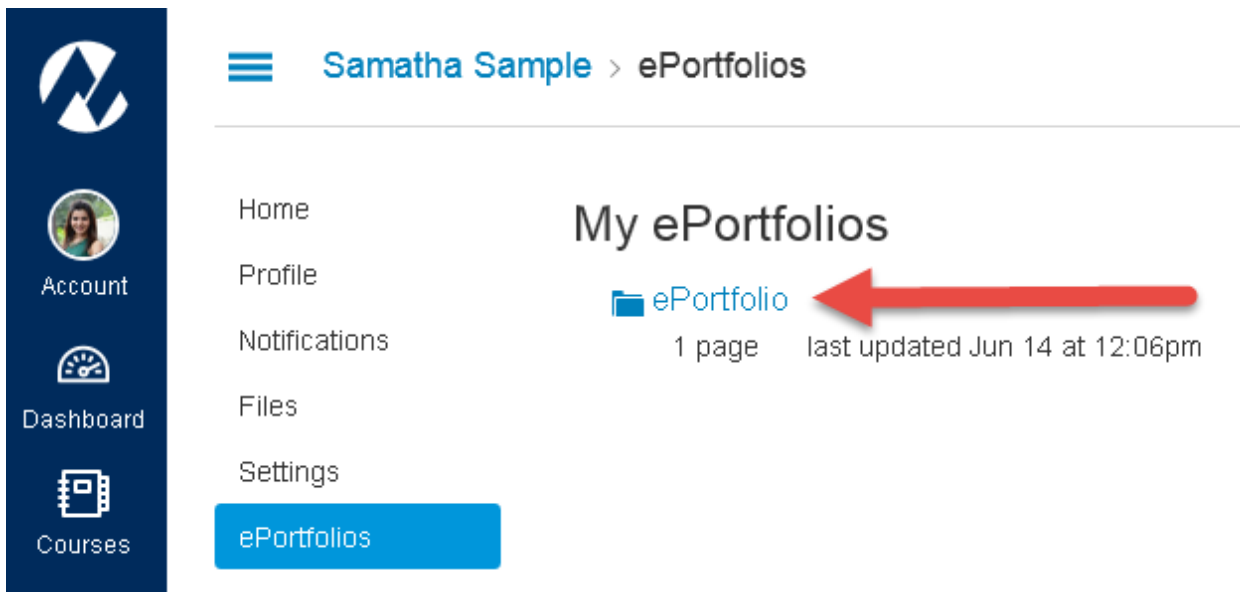 Samatha Sample > ePortfolios
Account
Dashboard
Courses
Home
Profile
Notifications
Files
Settings
ePortfolios
My ePortfolios
ePortfolio
1 page last updated Jun 14 at 12:06pm